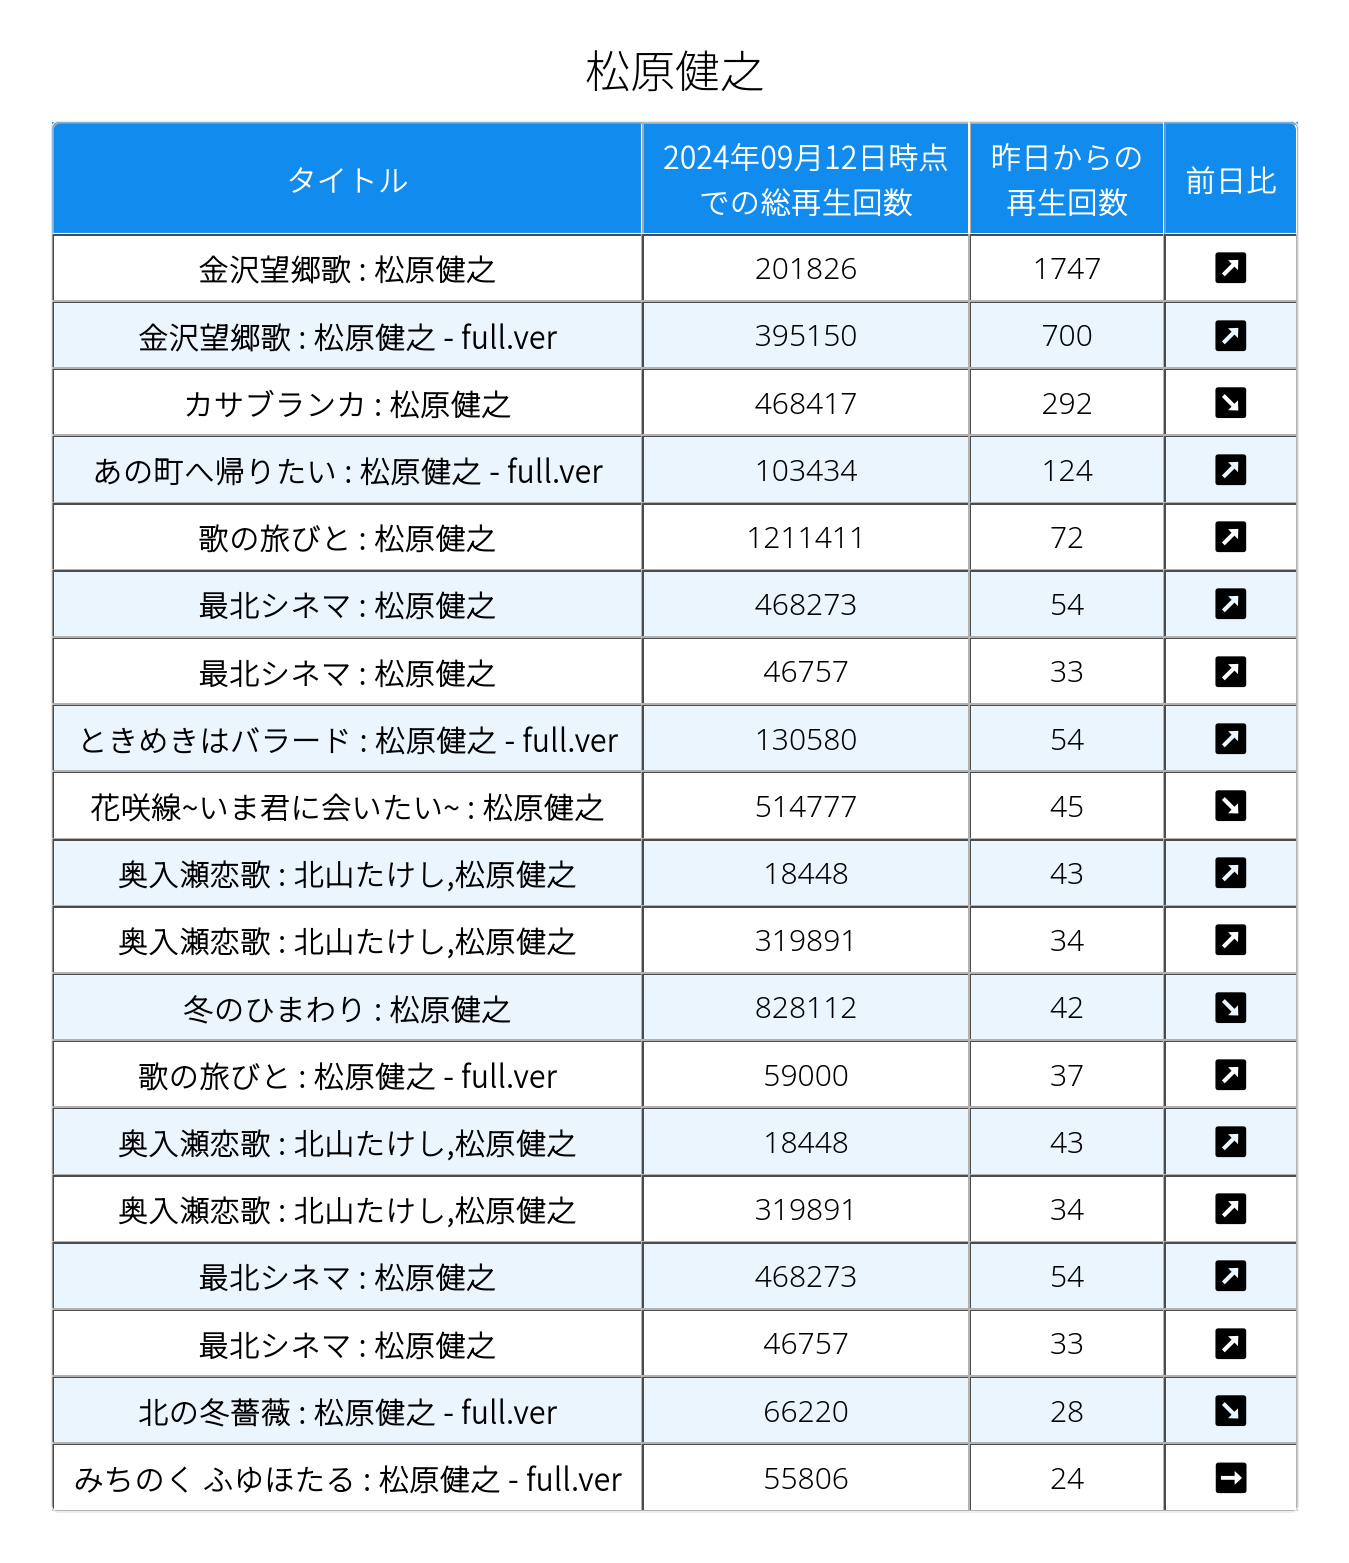 松原健之
タイトル
2024年09月12日時点
での総再生回数
昨日からの
再生回数
前日比
金沢望郷歌 : 松原健之 201826 1747 ↗
金沢望郷歌 : 松原健之 - full.ver 395150 700 ↗
カサブランカ : 松原健之 468417 292 ↘
あの町へ帰りたい : 松原健之 - full.ver 103434 124 ↗
歌の旅びと : 松原健之 1211411 72 ↗
最北シネマ : 松原健之 468273 54 ↗
最北シネマ : 松原健之 46757 33 ↗
ときめきはバラード : 松原健之 - full.ver 130580 54 ↗
花咲線~いま君に会いたい~ : 松原健之 514777 45 ↘
奥入瀬恋歌 : 北山たけし,松原健之 18448 43 ↗
奥入瀬恋歌 : 北山たけし,松原健之 319891 34 ↗
冬のひまわり : 松原健之 828112 42 ↘
歌の旅びと : 松原健之 - full.ver 59000 37 ↗
奥入瀬恋歌 : 北山たけし,松原健之 18448 43 ↗
奥入瀬恋歌 : 北山たけし,松原健之 319891 34 ↗
最北シネマ : 松原健之 468273 54 ↗
最北シネマ : 松原健之 46757 33 ↗
北の冬薔薇 : 松原健之 - full.ver 66220 28 ↘
みちのく ふゆほたる : 松原健之 - full.ver 55806 24 →